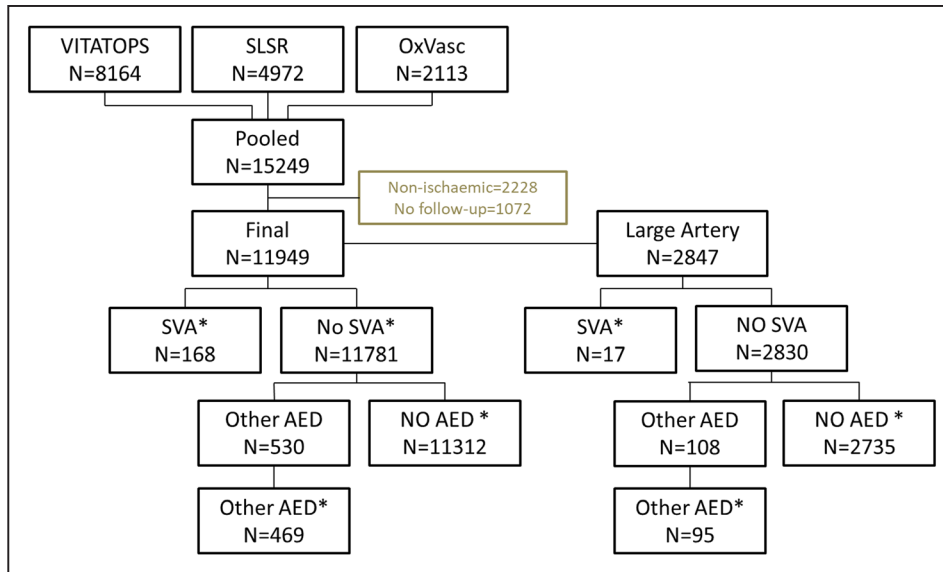 VITATOPS
N=8164
SLSR
N=4972
OxVasc
N=2113
Pooled
N=15249
Non-ischaemic=2228
No follow-up=1072
Final
N=11949
Large Artery
N=2847
SVA*
N=168
No SVA*
N=11781
SVA*
N=17
NO SVA
N=2830
Other AED
N=530
NO AED *
N=11312
Other AED
N=108
NO AED *
N=2735
Other AED*
N=469
Other AED*
N=95